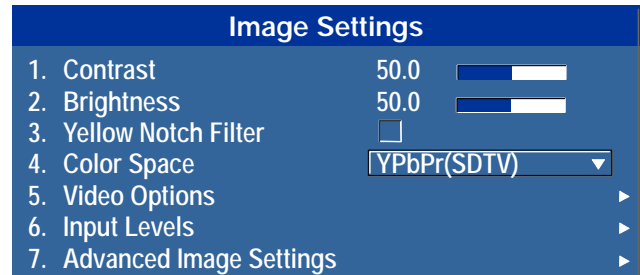 Image Settings
1. Contrast 50.0
2. Brightness 50.0
3. Yellow Notch Filter
4. Color Space YPbPr(SDTV)
5. Video Options
6. Input Levels
7. Advanced Image Settings